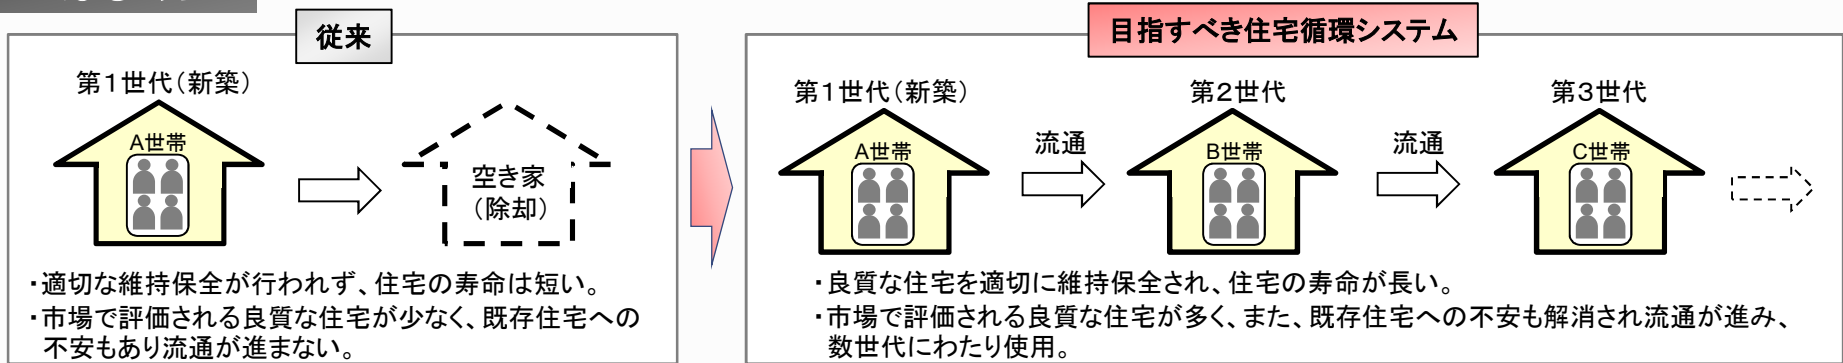 従来
第1世代(新築)
A世帯
空き家
(除却)
・適切な維持保全が行われず、住宅の寿命は短い。
・市場で評価される良質な住宅が少なく、既存住宅への
不安もあり流通が進まない。
目指すべき住宅循環システム
第1世代(新築)
A世帯
流通
第2世代
B世帯
流通
第3世代
C世帯
・良質な住宅を適切に維持保全され、住宅の寿命が長い。
・市場で評価される良質な住宅が多く、また、既存住宅への不安も解消され流通が進み、
数世代にわたり使用。